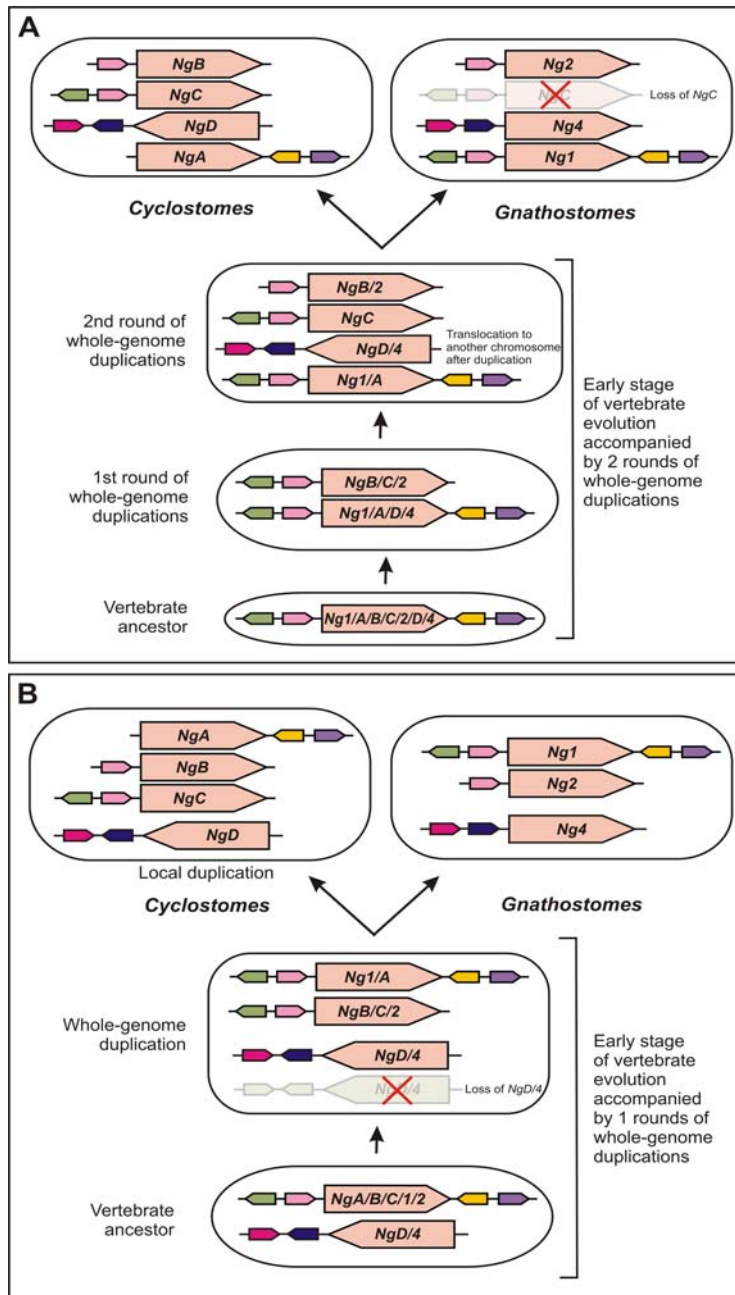 A
NgB
NgC
NgD
NgA
Cyclostomes
Ng2
NgC
Loss of NgC
Ng4
Ng1
Gnathostomes
2nd round of
whole-genome
duplications
NgB/2
NgC
NgD/4
Translocation to
another chromosome
after duplication
Ng1/A
1st round of
whole-genome
duplications
NgB/C/2
Ng1/A/D/4
Vertebrate
ancestor
Ng1/A/B/C/2/D/4
Early stage
of vertebrate
evolution
accompanied
by 2 rounds of
whole-genome
duplications
B
NgA
NgB
NgC
NgD
Local duplication
Cyclostomes
Ng1
Ng2
Ng4
Gnathostomes
Whole-genome
duplication
Ng1/A
NgB/C/2
NgD/4
NgD/4
Loss of NgD/4
Vertebrate
ancestor
NgA/B/C/1/2
NgD/4
Early stage
of vertebrate
evolution
accompanied
by 1 rounds of
whole-genome
duplications